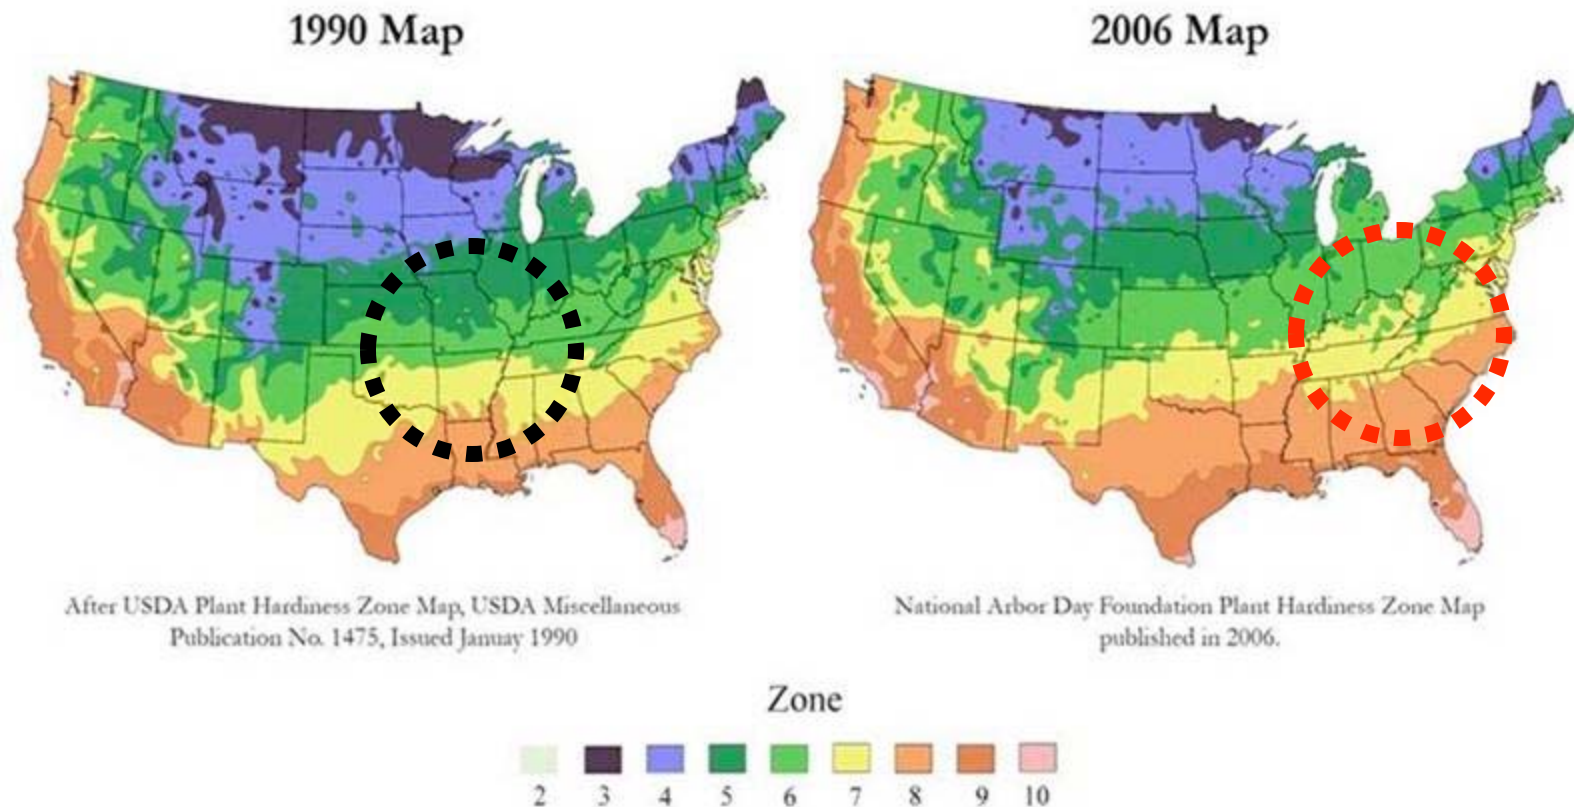 1990 Map
2006 Map
After USDA Plant Hardiness Zone Map, USDA Miscellaneous
Publication No. 1475, Issued Januay 1990
National Arbor Day Foundation Plant Hardiness Zone Map
published in 2006.
Zone
2 3 4 5 6 7 8 9 10